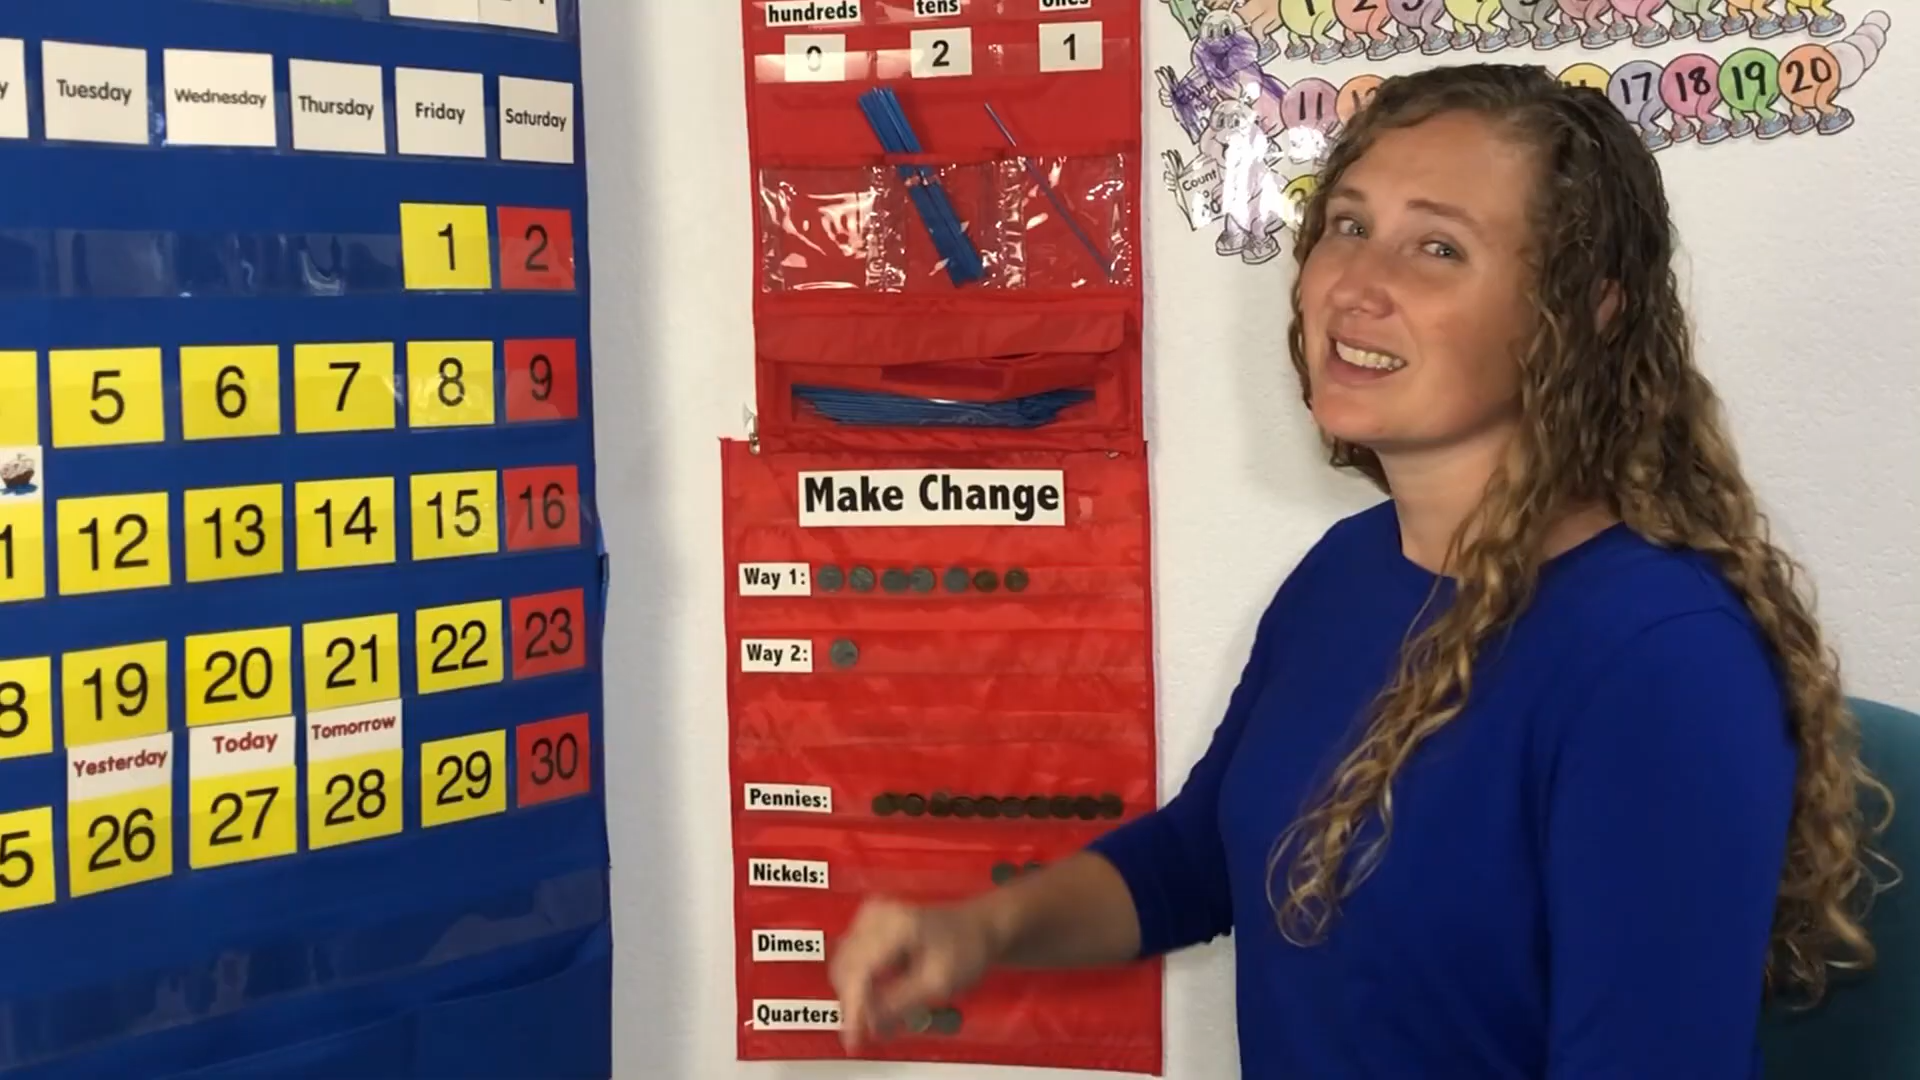 Tuesday Wednesday Thursday Friday Saturday
1 2
5 6 7 8 9
12 13 14 15 16
19 20 21 22 23
Yesterday Today Tomorrow
26 27 28 29 30
hundreds tens ones
0 2 1
Make Change
Way 1:
Way 2:
Pennies:
Nickels:
Dimes:
Quarters
11 17 18 19 20
Count